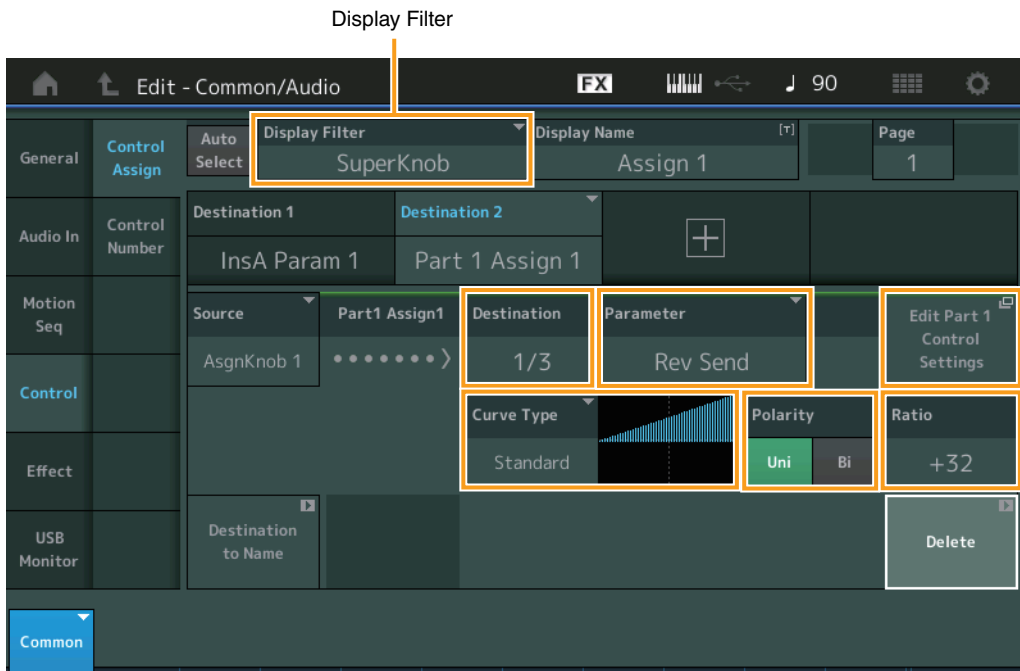 Display Filter
Edit - Common/Audio
FX
♩ 90
General
Control
Assign
Auto
Select
Display Filter
SuperKnob
Display Name
[T]
Assign 1
Page
1
Audio In
Control
Number
Destination 1
InsA Param 1
Destination 2
Part 1 Assign 1
Motion
Seq
Source
AsgnKnob 1
Part1 Assign1
Destination
1/3
Parameter
Rev Send
Edit Part 1
Control
Settings
Control
Curve Type
Standard
Polarity
Uni
Bi
Ratio
+32
Effect
USB
Monitor
Destination
to Name
Delete
Common